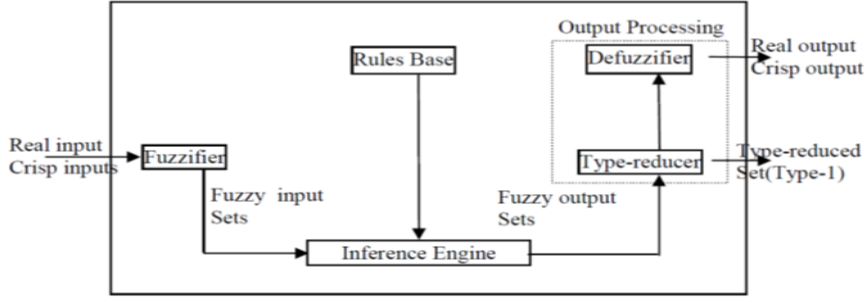 Output Processing
Real output
Crisp output
Defuzzifier
Rules Base
Real input
Crisp inputs
Fuzzifier
Type-reducer
Type-reduced
Set(Type-1)
Fuzzy input
Sets
Fuzzy output
Sets
Inference Engine